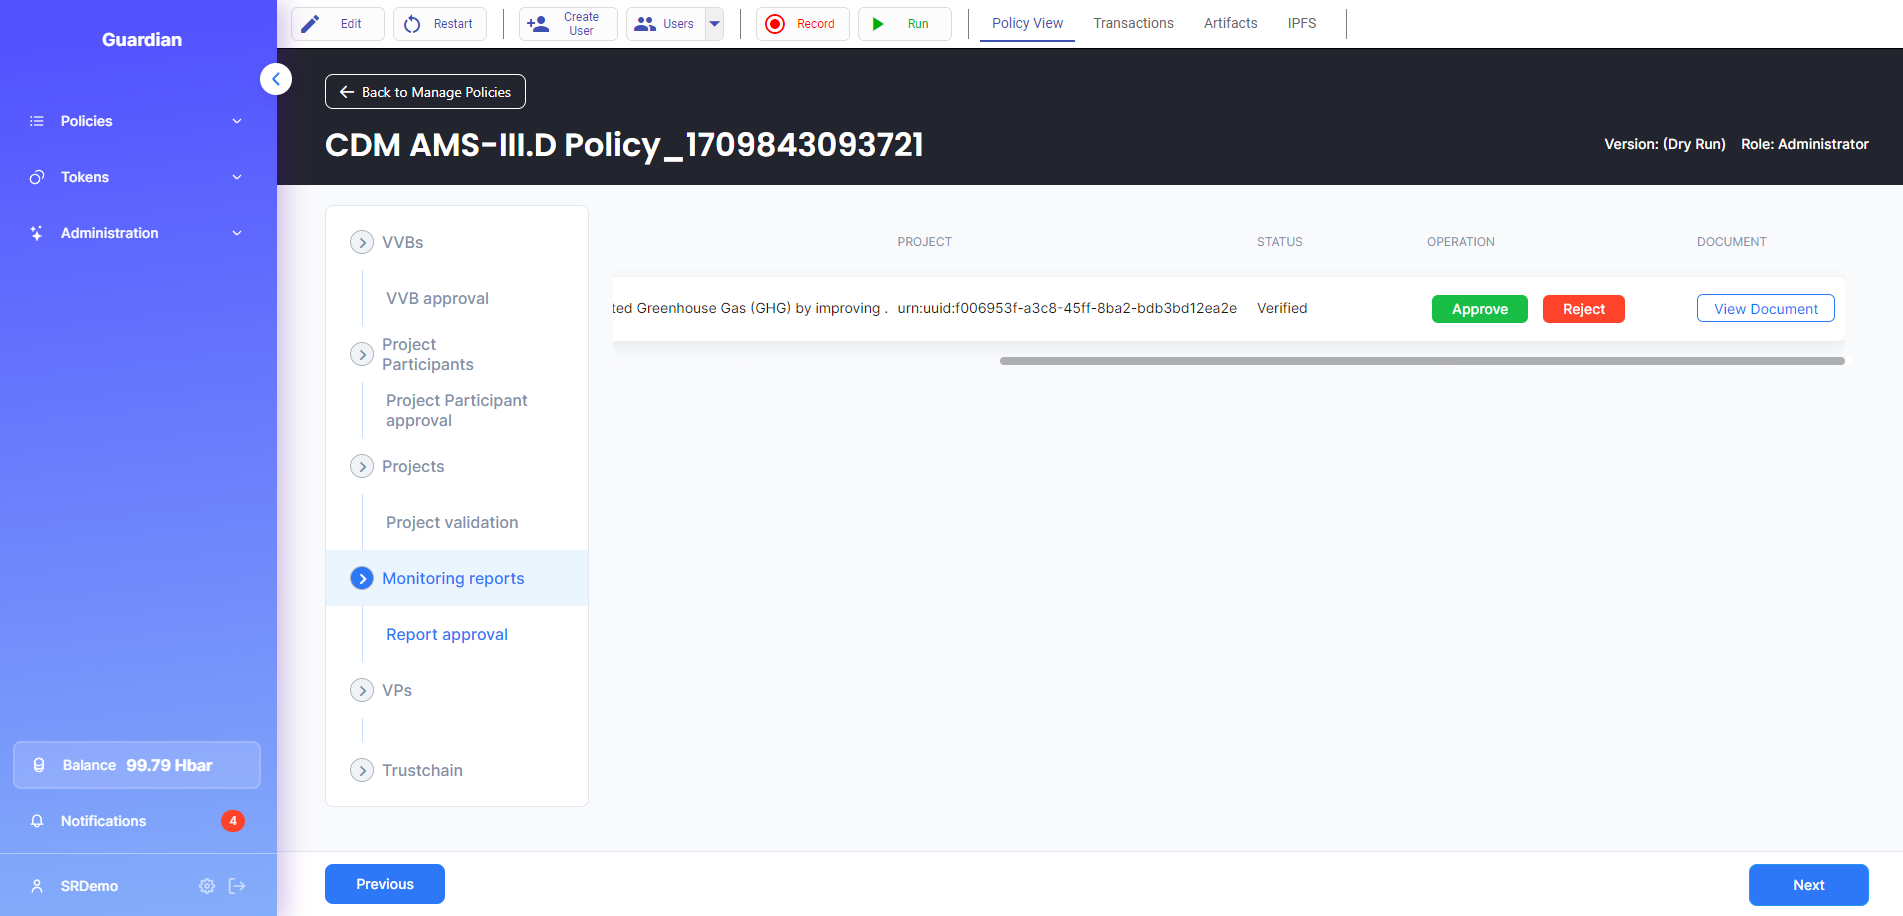 Guardian
Policies
Tokens
Administration
Balance 99.79 Hbar
Notifications 4
SRDemo
Edit Restart Create User Users Record Run Policy View Transactions Artifacts IPFS
Back to Manage Policies
CDM AMS-III.D Policy_1709843093721
Version: (Dry Run) Role: Administrator
VVBs
VVB approval
Project
Participants
Project Participant
approval
Projects
Project validation
Monitoring reports
Report approval
VPs
Trustchain
PROJECT STATUS OPERATION DOCUMENT
ted Greenhouse Gas (GHG) by improving . urn:uuid:f006953f-a3c8-45ff-8ba2-bdb3bd12ea2e Verified Approve Reject View Document
Previous Next